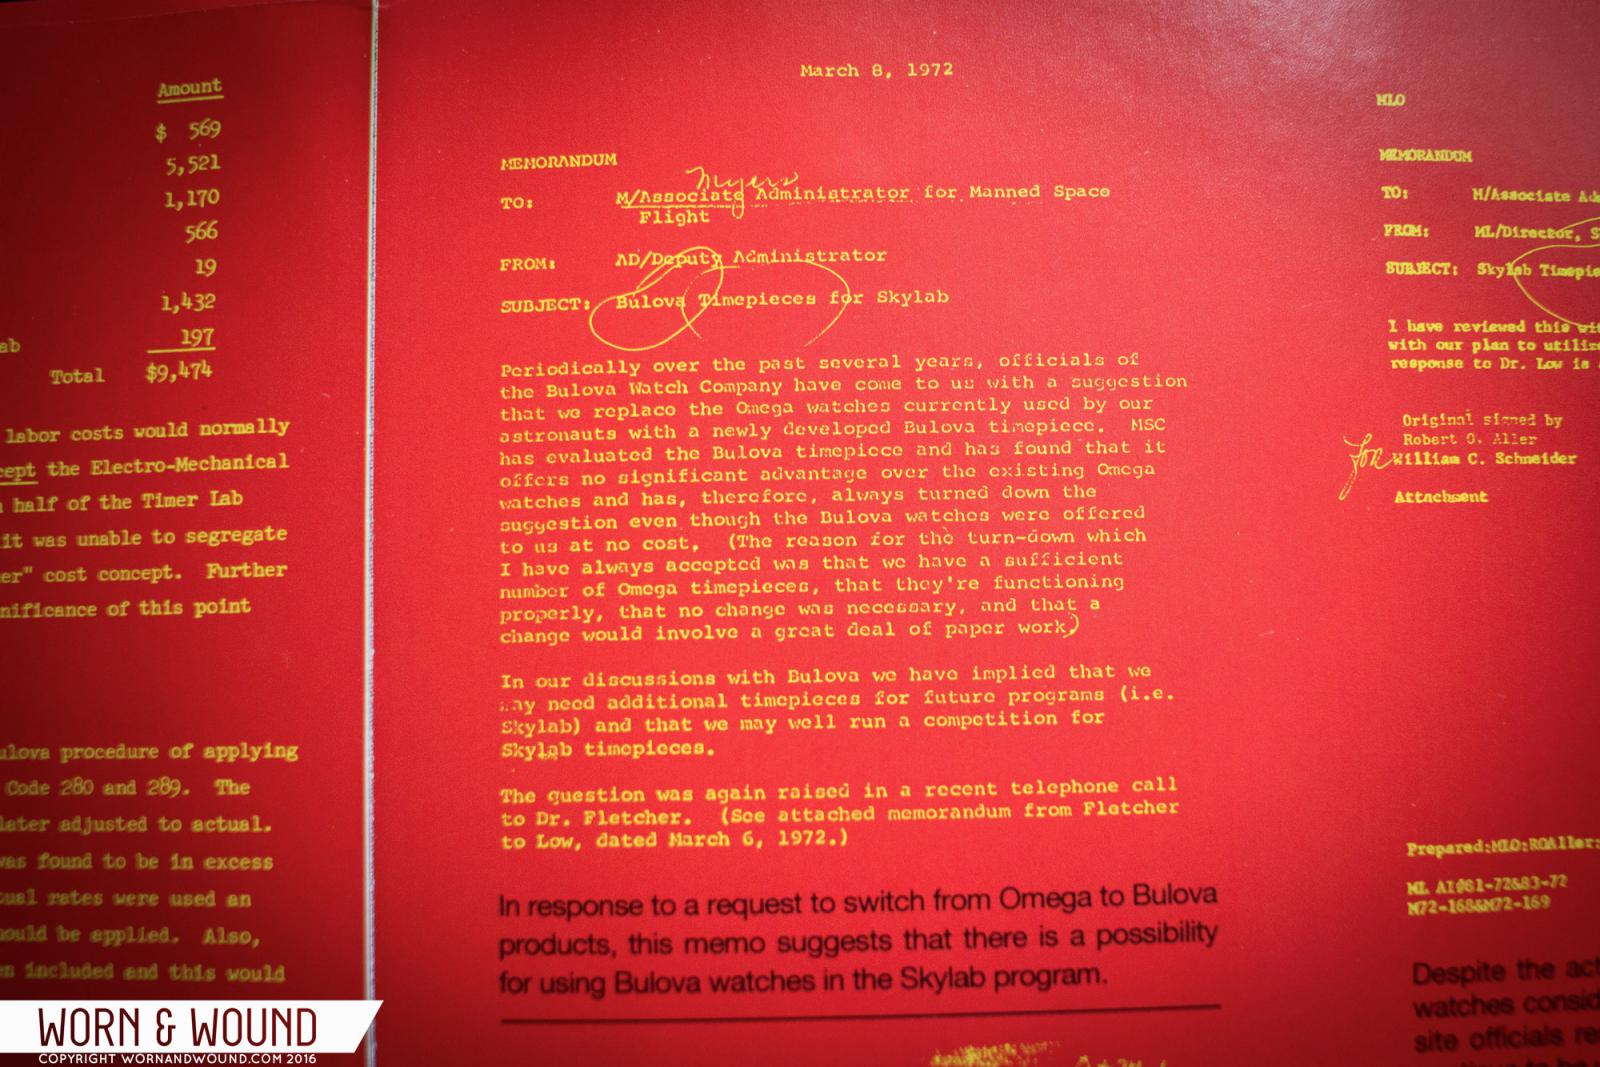 Amount
$ 569
5,521
1,170
566
19
1,432
ab 197
Total $9,474
labor costs would normally
cept the Electro-Mechanical
half of the Timer Lab
it was unable to segregate
er" cost concept. Further
nificance of this point
ulova procedure of applying
Code 280 and 289. The
later adjusted to actual.
was found to be in excess
tual rates were used an
hould be applied. Also,
en included and this would
March 8, 1972
MEMORANDUM
Myers
TO: M/Associate Administrator for Manned Space
Flight
FROM: AD/Deputy Administrator
SUBJECT: Bulova Timepieces for Skylab
Periodically over the past several years, officials of
the Bulova Watch Company have come to us with a suggestion
that we replace the Omega watches currently used by our
astronauts with a newly developed Bulova timepiece. MSC
has evaluated the Bulova timepiece and has found that it
offers no significant advantage over the existing Omega
watches and has, therefore, always turned down the
suggestion even though the Bulova watches were offered
to us at no cost. (The reason for the turn-down which
I have always accepted was that we have a sufficient
number of Omega timepieces, that they're functioning
properly, that no change was necessary, and that a
change would involve a great deal of paper work)
In our discussions with Bulova we have implied that we
may need additional timepieces for future programs (i.e.
Skylab) and that we may well run a competition for
Skylab timepieces.
The question was again raised in a recent telephone call
to Dr. Fletcher. (See attached memorandum from Fletcher
to Low, dated March 6, 1972.)
In response to a request to switch from Omega to Bulova
products, this memo suggests that there is a possibility
for using Bulova watches in the Skylab program.
MLO
MEMORANDUM
TO: M/Associate Ad
FROM: ML/Director, S
SUBJECT: Skylab Timepie
I have reviewed this
with our plan to utiliz
response to Dr. Low is
Original signed by
Robert O. Aller
for William C. Schneider
Attachment
Prepared:MLO:ROAller:
ML AI#81-72&83-72
M72-168&M72-169
Despite the act
watches consid
site officials re
WORN & WOUND
COPYRIGHT WORNANDWOUND.COM 2016